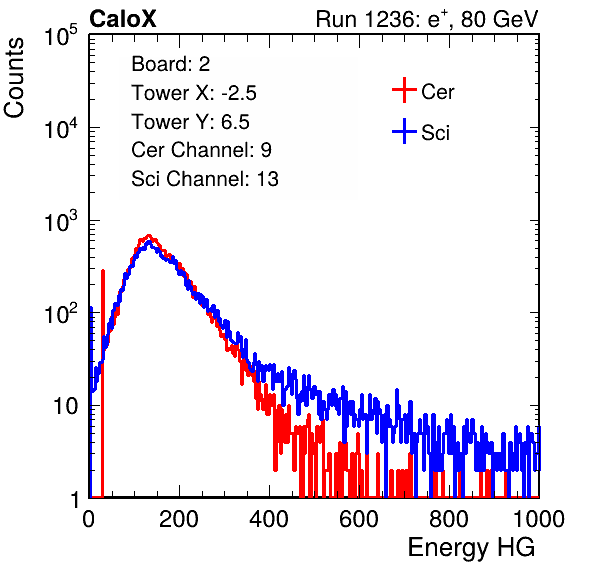 CaloX Run 1236: e⁺, 80 GeV
Counts
10⁵
10⁴
10³
10²
10
1
Board: 2
Tower X: -2.5
Tower Y: 6.5
Cer Channel: 9
Sci Channel: 13
Cer
Sci
0 200 400 600 800 1000
Energy HG